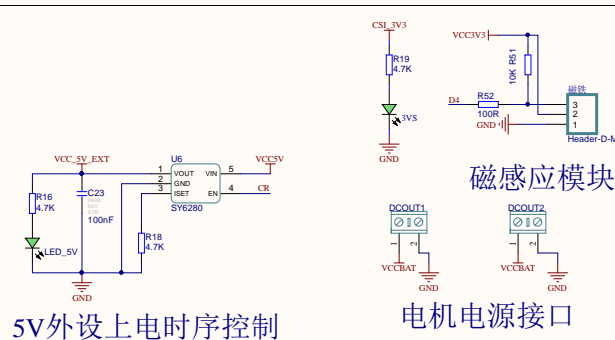 CSI_3V3
R19
4.7K
3VS
GND
VCC3V3
10K R51
D4
R52
100R
GND
磁铁
3
2
1
Header-D-M
磁感应模块
VCC_5V_EXT
R16
4.7K
LED_5V
C23
100nF
U6
1
2
3
VOUT
GND
ISET
VIN
EN
5
4
SY6280
VCC5V
CR
R18
4.7K
GND
5V外设上电时序控制
DCOUT1
1
2
VCCBAT
GND
DCOUT2
1
2
VCCBAT
GND
电机电源接口